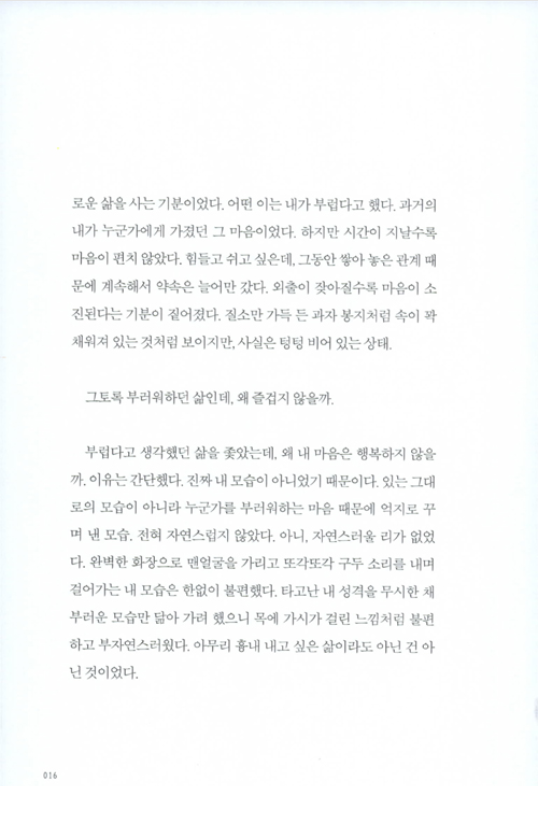 로운 삶을 사는 기분이었다. 어떤 이는 내가 부럽다고 했다. 과거의
내가 누군가에게 가졌던 그 마음이었다. 하지만 시간이 지날수록
마음이 편치 않았다. 힘들고 쉬고 싶은데, 그동안 쌓아 놓은 관계 때
문에 계속해서 약속은 늘어만 갔다. 외출이 잦아질수록 마음이 소
진된다는 기분이 짙어졌다. 질소만 가득 든 과자 봉지처럼 속이 꽉
채워져 있는 것처럼 보이지만, 사실은 텅텅 비어 있는 상태.
그토록 부러워하던 삶인데, 왜 즐겁지 않을까.
부럽다고 생각했던 삶을 좇았는데, 왜 내 마음은 행복하지 않을
까. 이유는 간단했다. 진짜 내 모습이 아니었기 때문이다. 있는 그대
로의 모습이 아니라 누군가를 부러워하는 마음 때문에 억지로 꾸
며 낸 모습. 전혀 자연스럽지 않았다. 아니, 자연스러울 리가 없었
다. 완벽한 화장으로 맨얼굴을 가리고 또각또각 구두 소리를 내며
걸어가는 내 모습은 한없이 불편했다. 타고난 내 성격을 무시한 채
부러운 모습만 닮아 가려 했으니 목에 가시가 걸린 느낌처럼 불편
하고 부자연스러웠다. 아무리 흉내 내고 싶은 삶이라도 아닌 건 아
닌 것이었다.
016